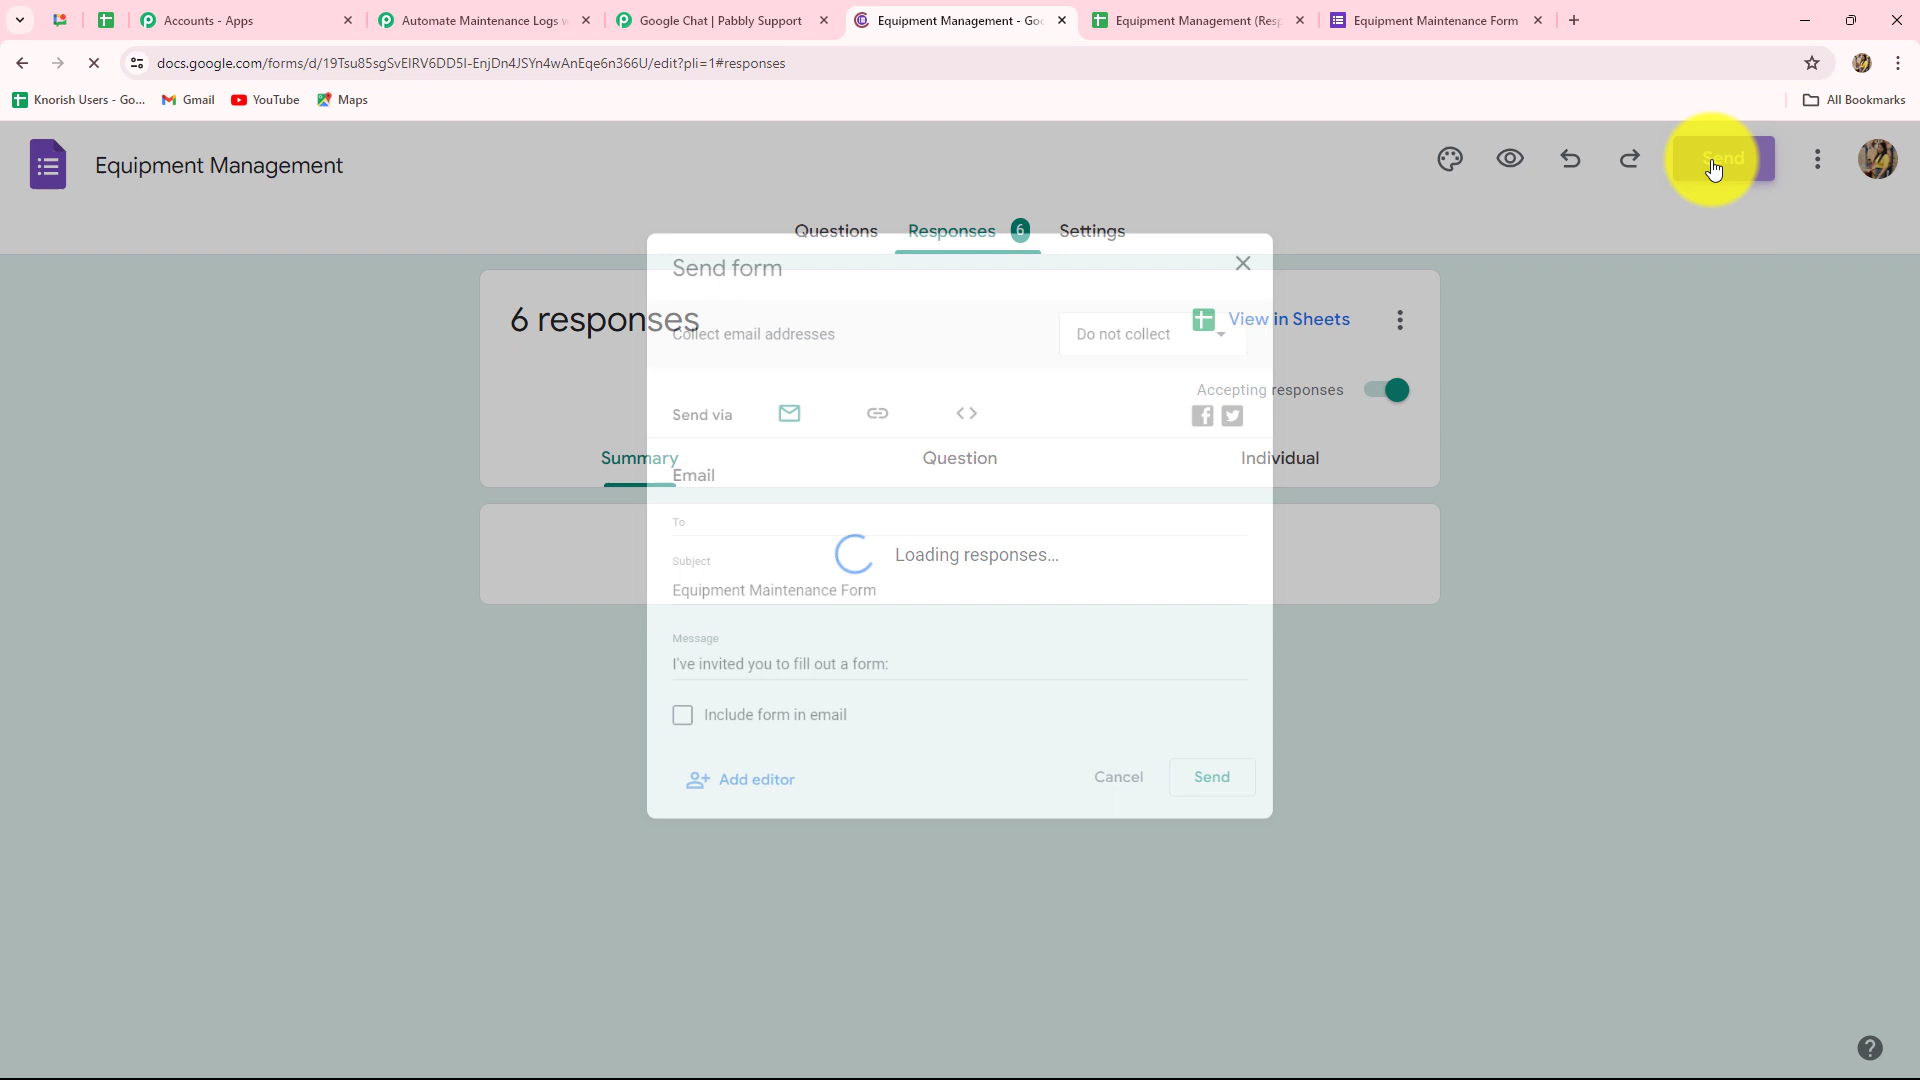 Accounts - Apps
Automate Maintenance Logs w
Google Chat | Pabbly Support
Equipment Management - Goo
Equipment Management (Resp
Equipment Maintenance Form
docs.google.com/forms/d/19Tsu85sgSvEIRV6DD5I-EnjDn4JSYn4wAnEqe6n366U/edit?pli=1#responses
Knorish Users - Go...
Gmail
YouTube
Maps
All Bookmarks
Equipment Management
Send
Questions
Responses
6
Settings
Send form
6 responses
View in Sheets
Collect email addresses
Do not collect
Accepting responses
Send via
Summary
Question
Individual
Email
To
Loading responses...
Subject
Equipment Maintenance Form
Message
I've invited you to fill out a form:
Include form in email
Add editor
Cancel
Send